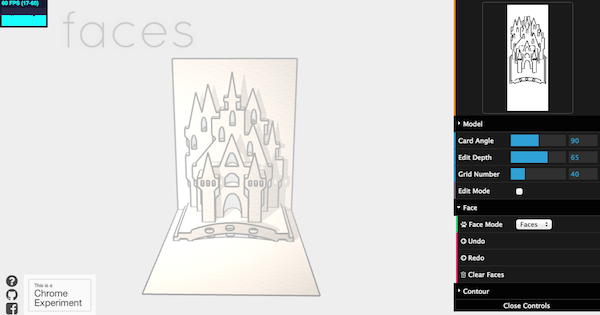 60 FPS (17-60)
faces
Model
Card Angle 90
Edit Depth 65
Grid Number 40
Edit Mode
Face
Face Mode Faces
Undo
Redo
Clear Faces
Contour
Close Controls
?
This is a
Chrome
Experiment